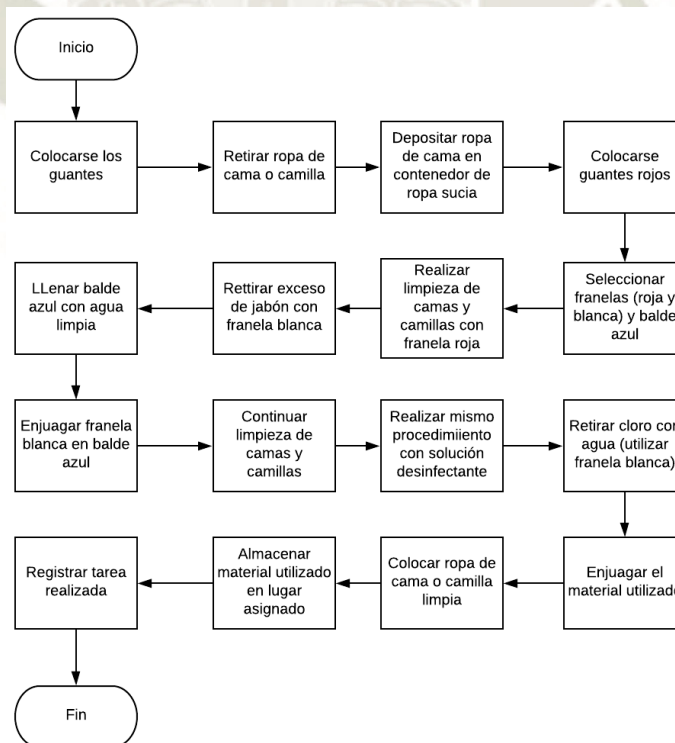 Inicio
Colocarse los
guantes
Retirar ropa de
cama o camilla
Depositar ropa
de cama en
contenedor de
ropa sucia
Colocarse
guantes rojos
Seleccionar
franelas (roja y
blanca) y balde
azul
Realizar
limpieza de
camas y
camillas con
franela roja
Rettirar exceso
de jabón con
franela blanca
LLenar balde
azul con agua
limpia
Enjuagar franela
blanca en balde
azul
Continuar
limpieza de
camas y
camillas
Realizar mismo
procedimiiento
con solución
desinfectante
Retirar cloro con
agua (utilizar
franela blanca)
Enjuagar el
material utilizado
Colocar ropa de
cama o camilla
limpia
Almacenar
material utilizado
en lugar
asignado
Registrar tarea
realizada
Fin